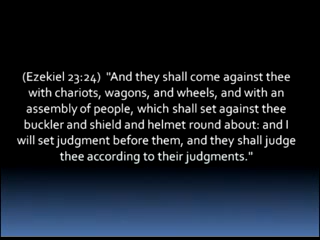 (Ezekiel 23:24)  "And they shall come against thee
with chariots, wagons, and wheels, and with an
assembly of people, which shall set against thee
buckler and shield and helmet round about: and I
will set judgment before them, and they shall judge
thee according to their judgments."